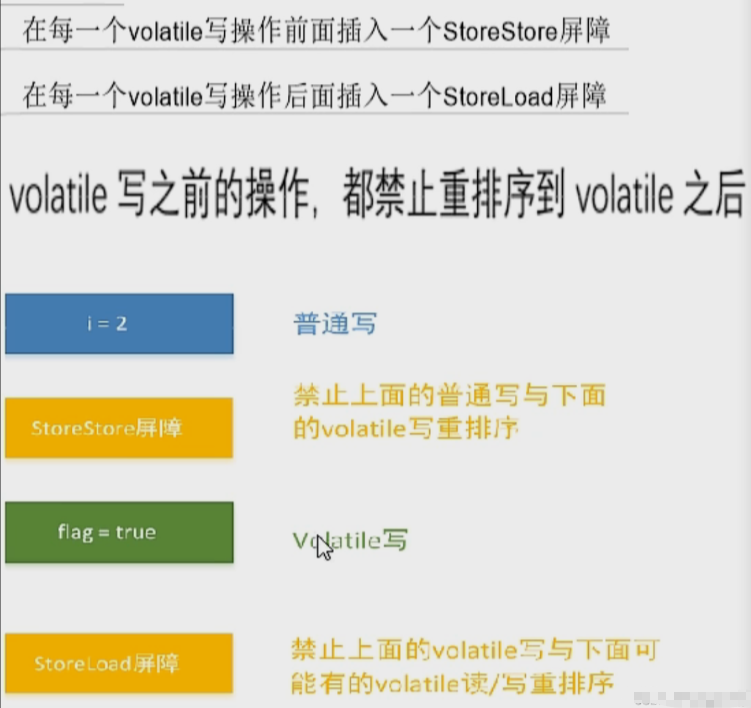 在每一个volatile写操作前面插入一个StoreStore屏障
在每一个volatile写操作后面插入一个StoreLoad屏障
volatile 写之前的操作，都禁止重排序到 volatile 之后
i = 2
普通写
StoreStore屏障
禁止上面的普通写与下面
的volatile写重排序
flag = true
Volatile写
StoreLoad屏障
禁止上面的volatile写与下面可
能有的volatile读/写重排序